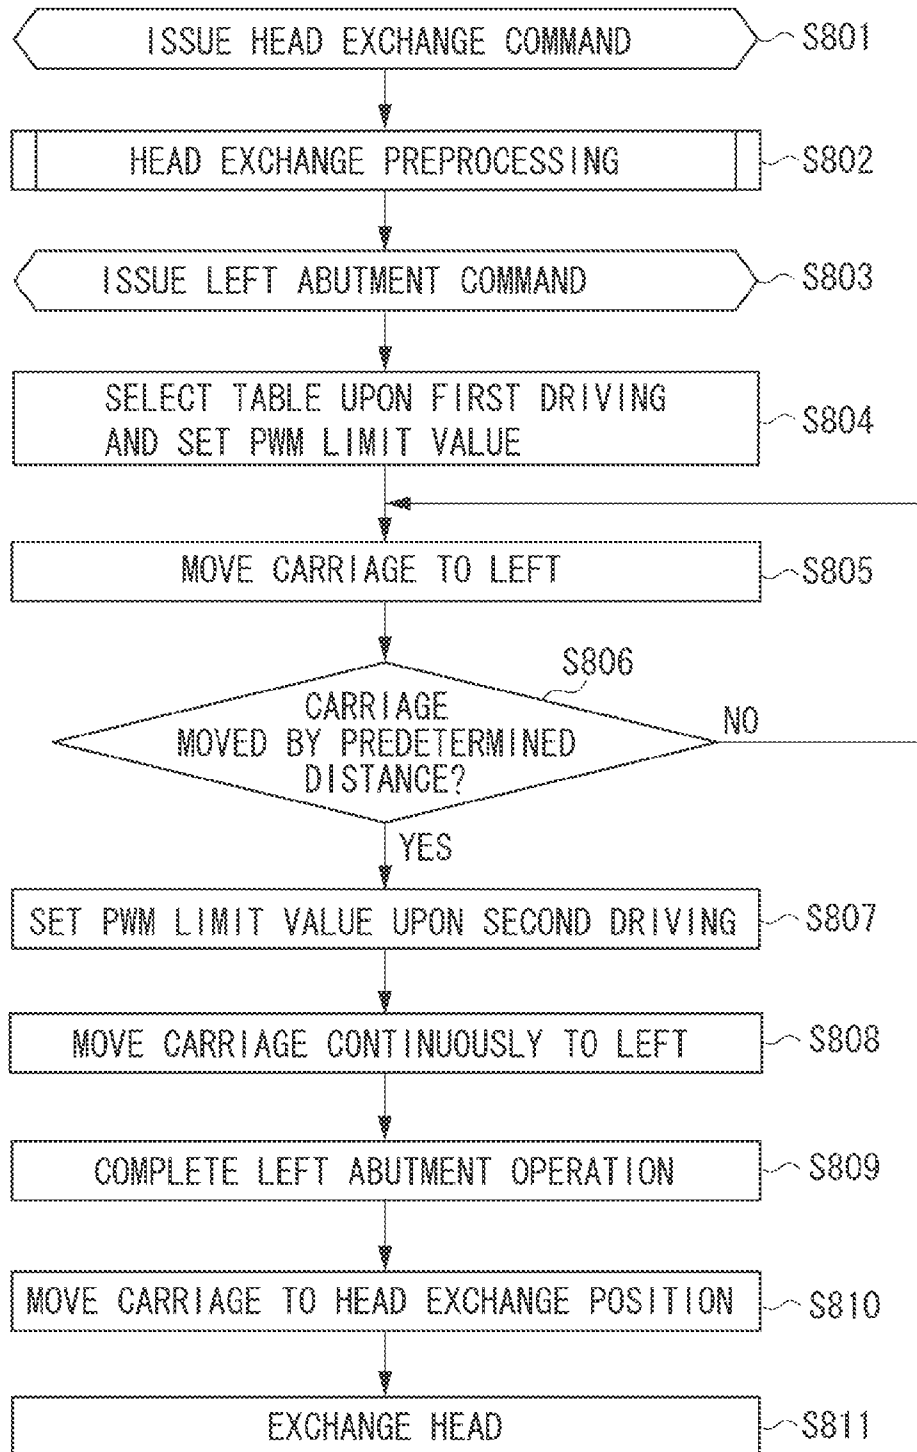 ISSUE HEAD EXCHANGE COMMAND
S801
HEAD EXCHANGE PREPROCESSING
S802
ISSUE LEFT ABUTMENT COMMAND
S803
SELECT TABLE UPON FIRST DRIVING
AND SET PWM LIMIT VALUE
S804
MOVE CARRIAGE TO LEFT
S805
S806
CARRIAGE
MOVED BY PREDETERMINED
DISTANCE?
NO
YES
SET PWM LIMIT VALUE UPON SECOND DRIVING
S807
MOVE CARRIAGE CONTINUOUSLY TO LEFT
S808
COMPLETE LEFT ABUTMENT OPERATION
S809
MOVE CARRIAGE TO HEAD EXCHANGE POSITION
S810
EXCHANGE HEAD
S811